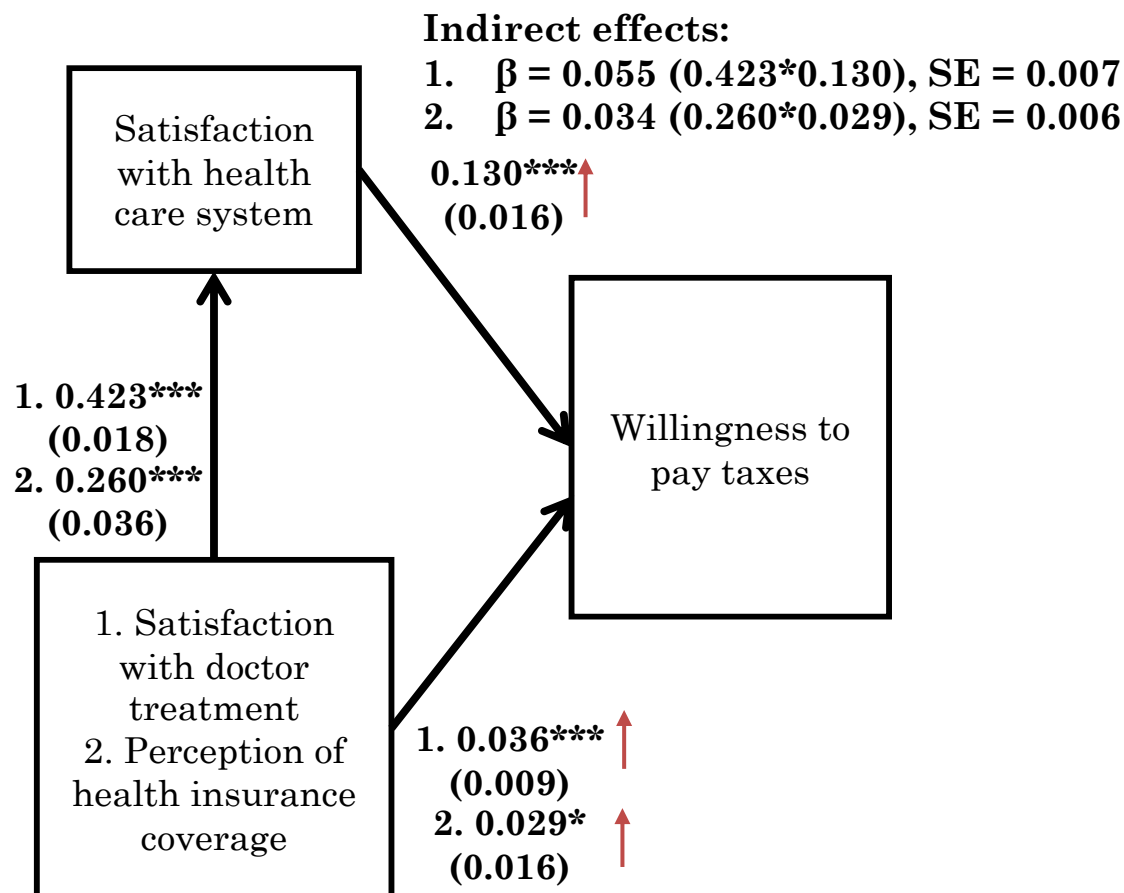 Indirect effects:
1. β = 0.055 (0.423*0.130), SE = 0.007
2. β = 0.034 (0.260*0.029), SE = 0.006
Satisfaction
with health
care system
0.130***
(0.016)
1. 0.423***
(0.018)
2. 0.260***
(0.036)
Willingness to
pay taxes
1. Satisfaction
with doctor
treatment
2. Perception of
health insurance
coverage
1. 0.036***
(0.009)
2. 0.029*
(0.016)